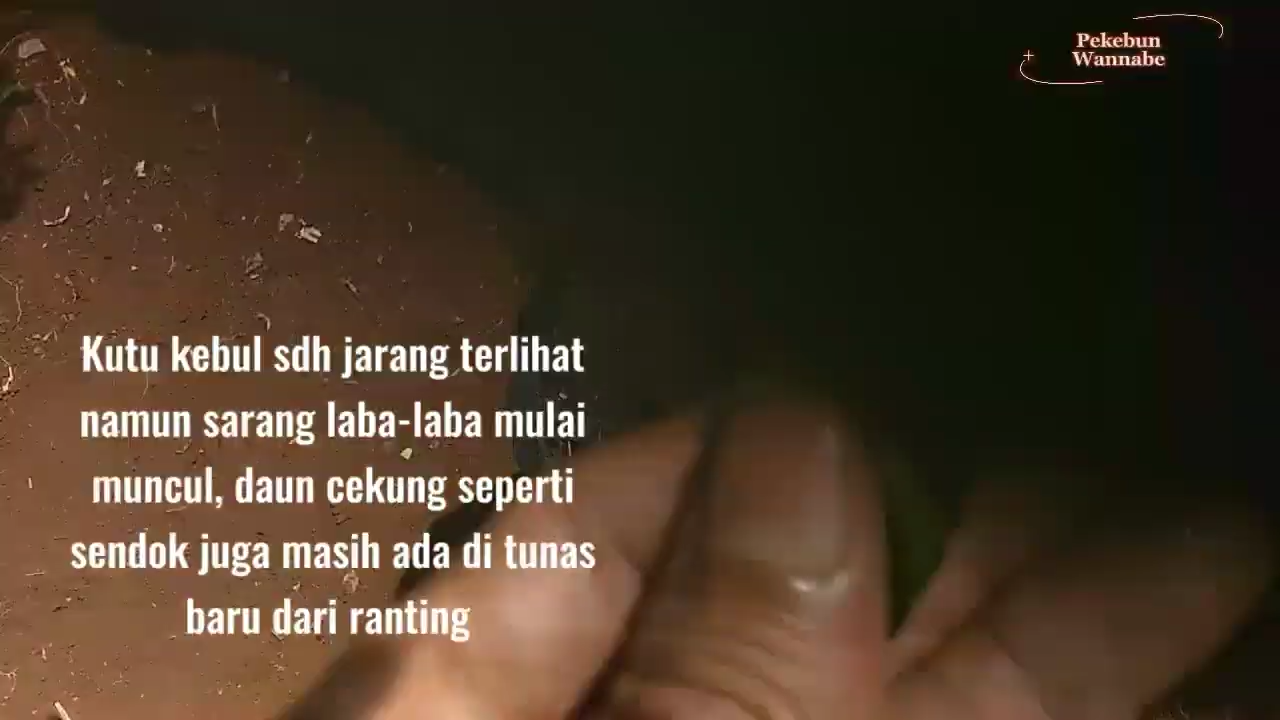 Pekebun
Wannabe
Kutu kebul sdh jarang terlihat
namun sarang laba-laba mulai
muncul, daun cekung seperti
sendok juga masih ada di tunas
baru dari ranting